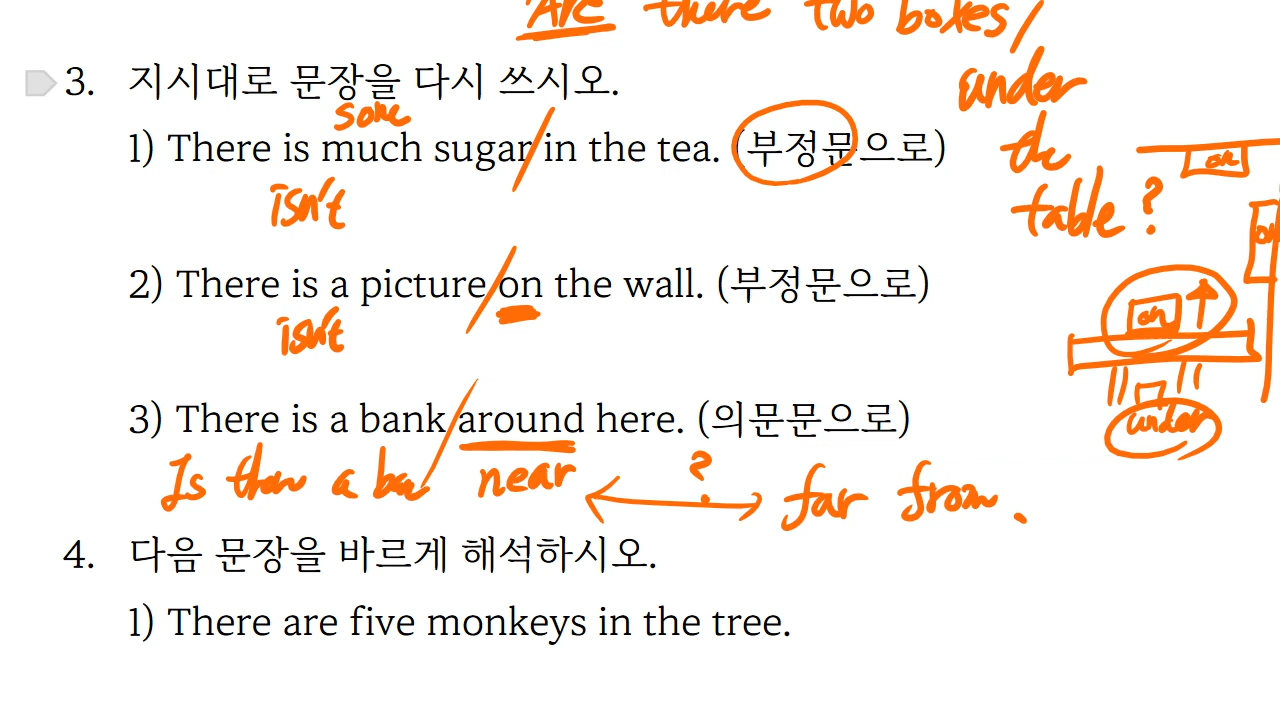 Are there two boxes/
under
the
table?
3. 지시대로 문장을 다시 쓰시오.
some
1) There is much sugar/in the tea. (부정문으로)
isn't
2) There is a picture/on the wall. (부정문으로)
isn't
3) There is a bank/around here. (의문문으로)
Is there a ban near ? far from.
on
on
on
under
4. 다음 문장을 바르게 해석하시오.
1) There are five monkeys in the tree.